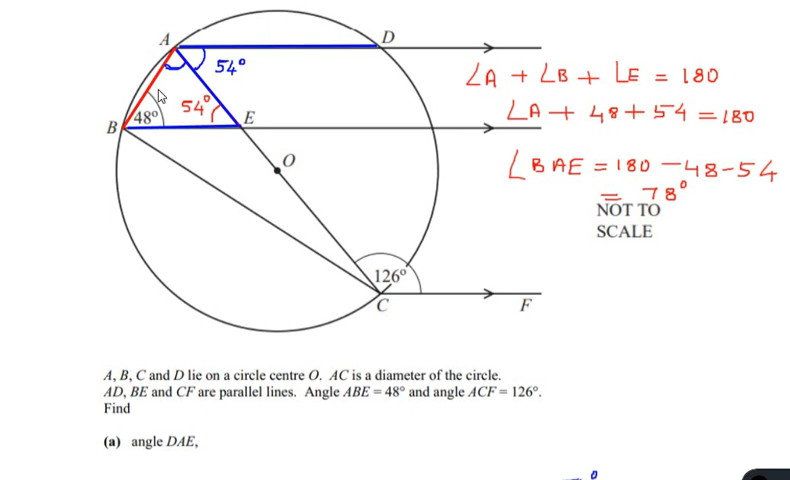 A
D
54°
∠A + ∠B + ∠E = 180
54°
∠A + 48 + 54 = 180
B
48°
E
O
∠BAE = 180 - 48 - 54
= 78°
NOT TO
SCALE
126°
C
F
A, B, C and D lie on a circle centre O. AC is a diameter of the circle.
AD, BE and CF are parallel lines. Angle ABE = 48° and angle ACF = 126°.
Find
(a) angle DAE,